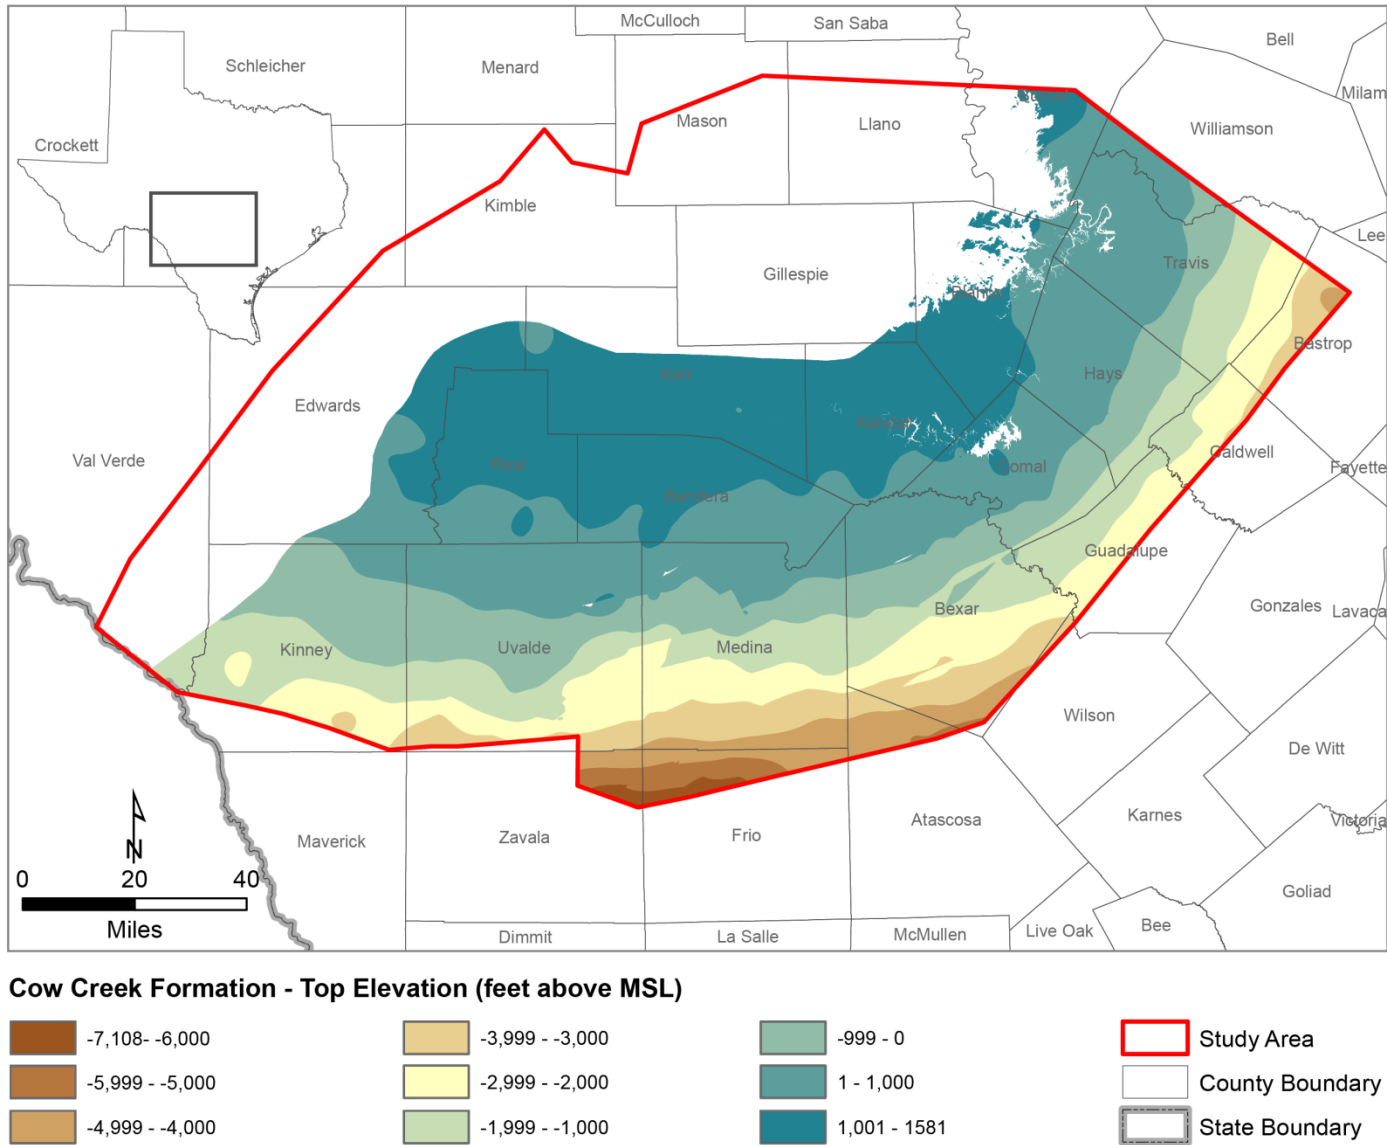 McCulloch
San Saba
Bell
Schleicher
Menard
Milam
Mason
Llano
Williamson
Crockett
Kimble
Lee
Gillespie
Travis
Blanco
Bastrop
Kerr
Hays
Edwards
Kendall
Val Verde
Real
Bandera
Comal
Caldwell
Fayette
Guadalupe
Gonzales
Lavaca
Bexar
Kinney
Uvalde
Medina
Wilson
De Witt
N
Maverick
Zavala
Frio
Atascosa
Karnes
Victoria
0 20 40
Miles
Goliad
Dimmit
La Salle
McMullen
Live Oak
Bee
Cow Creek Formation - Top Elevation (feet above MSL)
-7,108- -6,000
-3,999 - -3,000
-999 - 0
Study Area
-5,999 - -5,000
-2,999 - -2,000
1 - 1,000
County Boundary
-4,999 - -4,000
-1,999 - -1,000
1,001 - 1581
State Boundary